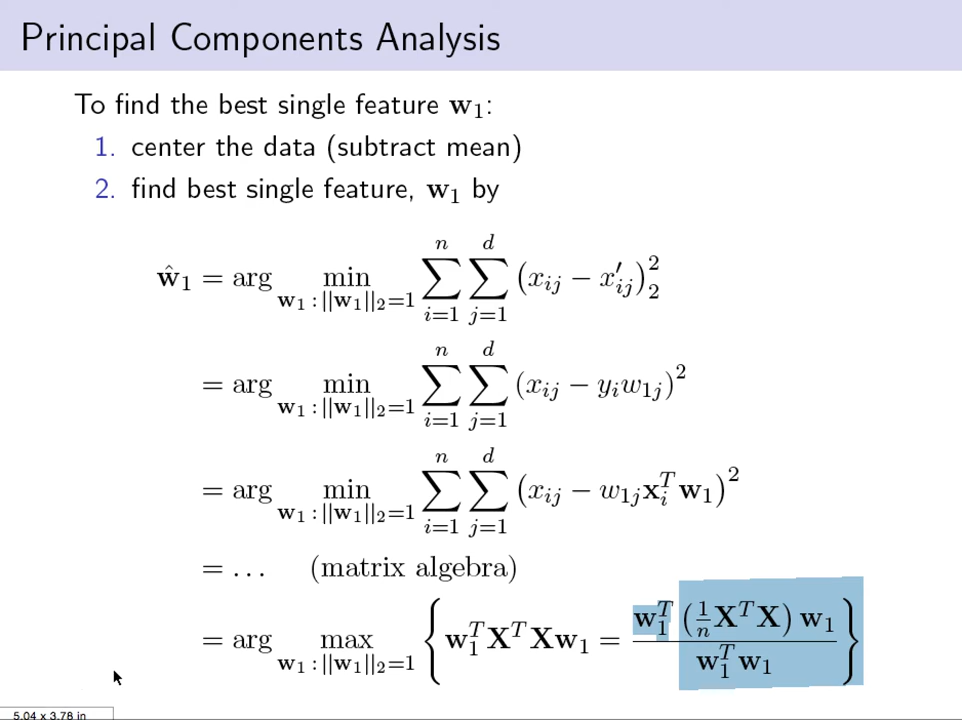 Principal Components Analysis
To find the best single feature w₁:
1. center the data (subtract mean)
2. find best single feature, w₁ by
ŵ₁ = arg min_{w₁ : ||w₁||₂=1} ∑_{i=1}^{n} ∑_{j=1}^{d} (x_{ij} − x′_{ij})₂²
= arg min_{w₁ : ||w₁||₂=1} ∑_{i=1}^{n} ∑_{j=1}^{d} (x_{ij} − y_i w_{1j})²
= arg min_{w₁ : ||w₁||₂=1} ∑_{i=1}^{n} ∑_{j=1}^{d} (x_{ij} − w_{1j} x_i^T w₁)²
= ... (matrix algebra)
= arg max_{w₁ : ||w₁||₂=1} { w₁^T X^T X w₁ = \frac{w₁^T (\frac{1}{n} X^T X) w₁}{w₁^T w₁} }
5.04 x 3.78 in